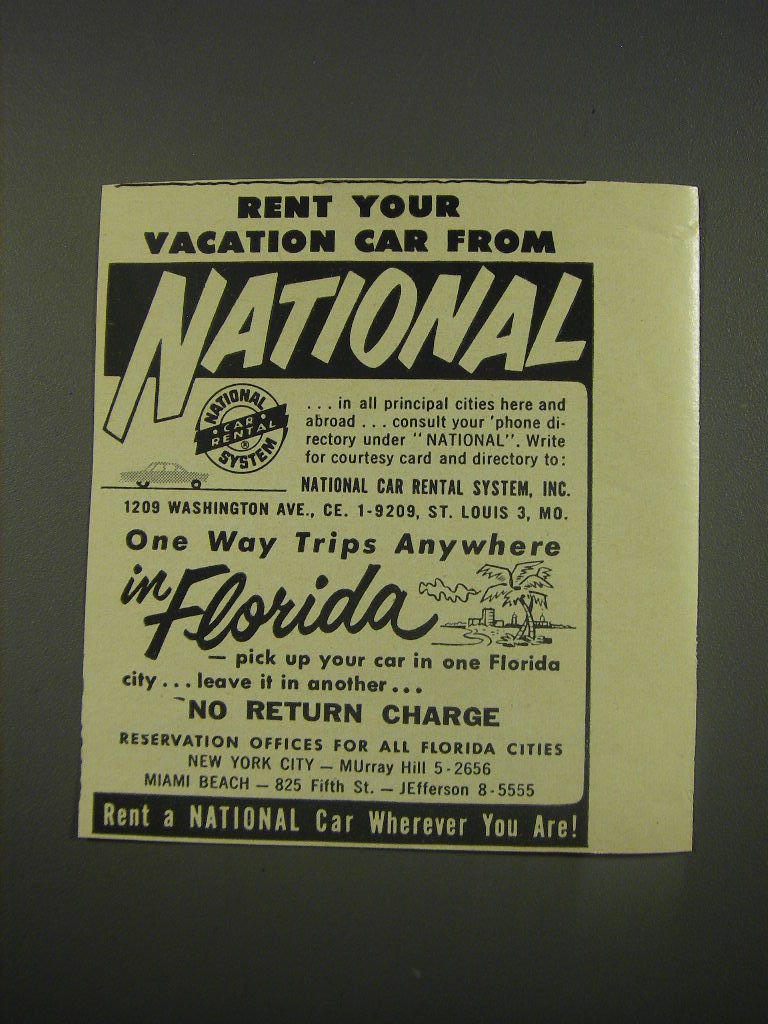 RENT YOUR
VACATION CAR FROM
NATIONAL
NATIONAL
CAR
RENTAL
®
SYSTEM
... in all principal cities here and
abroad ... consult your 'phone di-
rectory under "NATIONAL". Write
for courtesy card and directory to:
NATIONAL CAR RENTAL SYSTEM, INC.
1209 WASHINGTON AVE., CE. 1-9209, ST. LOUIS 3, MO.
One Way Trips Anywhere
in Florida
— pick up your car in one Florida
city ... leave it in another ...
NO RETURN CHARGE
RESERVATION OFFICES FOR ALL FLORIDA CITIES
NEW YORK CITY — MUrray Hill 5-2656
MIAMI BEACH — 825 Fifth St. — JEfferson 8-5555
Rent a NATIONAL Car Wherever You Are!